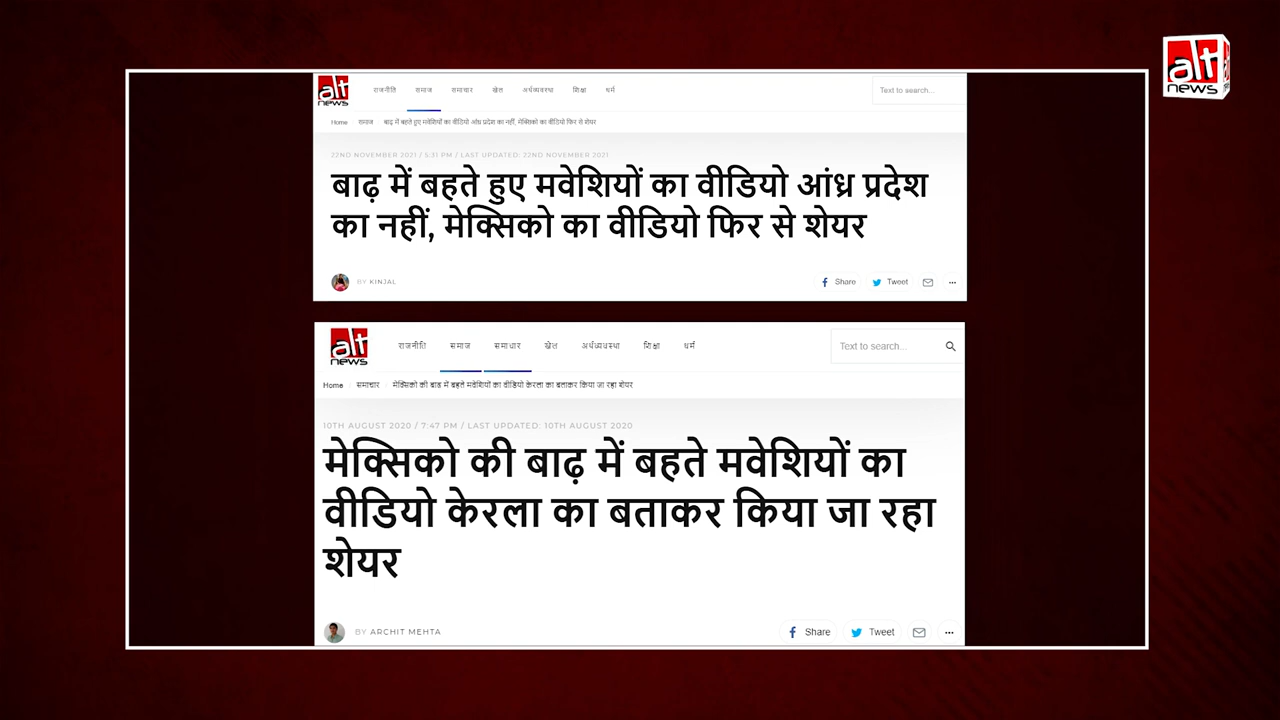 alt
news
alt
news
राजनीति समाज समाचार खेल अर्थव्यवस्था शिक्षा धर्म
Text to search...
Home समाज बाढ़ में बहते हुए मवेशियों का वीडियो आंध्र प्रदेश का नहीं, मेक्सिको का वीडियो फिर से शेयर
22ND NOVEMBER 2021 / 5:31 PM / LAST UPDATED: 22ND NOVEMBER 2021
बाढ़ में बहते हुए मवेशियों का वीडियो आंध्र प्रदेश
का नहीं, मेक्सिको का वीडियो फिर से शेयर
BY KINJAL
Share Tweet
alt
news
राजनीति समाज समाचार खेल अर्थव्यवस्था शिक्षा धर्म
Text to search...
Home समाचार मेक्सिको की बाढ़ में बहते मवेशियों का वीडियो केरला का बताकर किया जा रहा शेयर
10TH AUGUST 2020 / 7:47 PM / LAST UPDATED: 10TH AUGUST 2020
मेक्सिको की बाढ़ में बहते मवेशियों का
वीडियो केरला का बताकर किया जा रहा
शेयर
BY ARCHIT MEHTA
Share Tweet